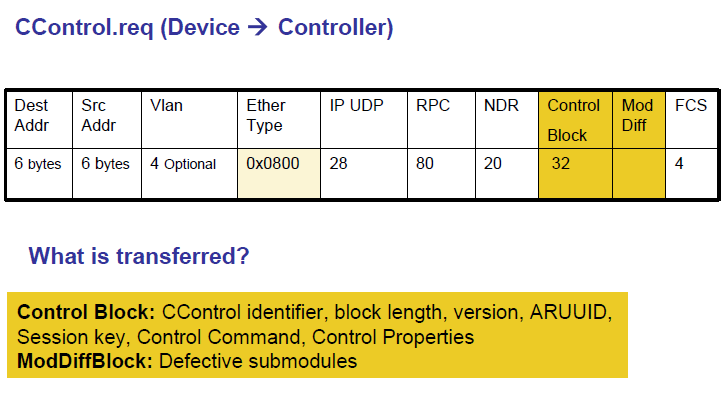 CControl.req (Device → Controller)
Dest Addr
Src Addr
Vlan
Ether Type
IP UDP
RPC
NDR
Control Block
Mod Diff
FCS
6 bytes
6 bytes
4 Optional
0x0800
28
80
20
32
4
What is transferred?
Control Block: CControl identifier, block length, version, ARUUID,
Session key, Control Command, Control Properties
ModDiffBlock: Defective submodules